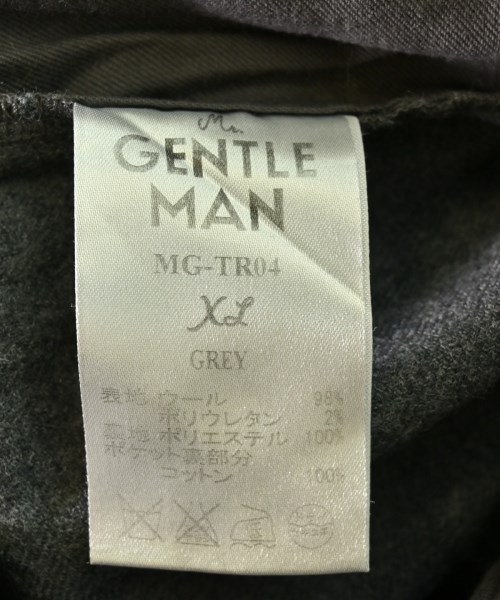 Mr.
GENTLE
MAN
MG-TR04
XL
GREY
表地 ウール 98%
ポリウレタン 2%
裏地 ポリエステル 100%
ポケット裏部分
コットン 100%